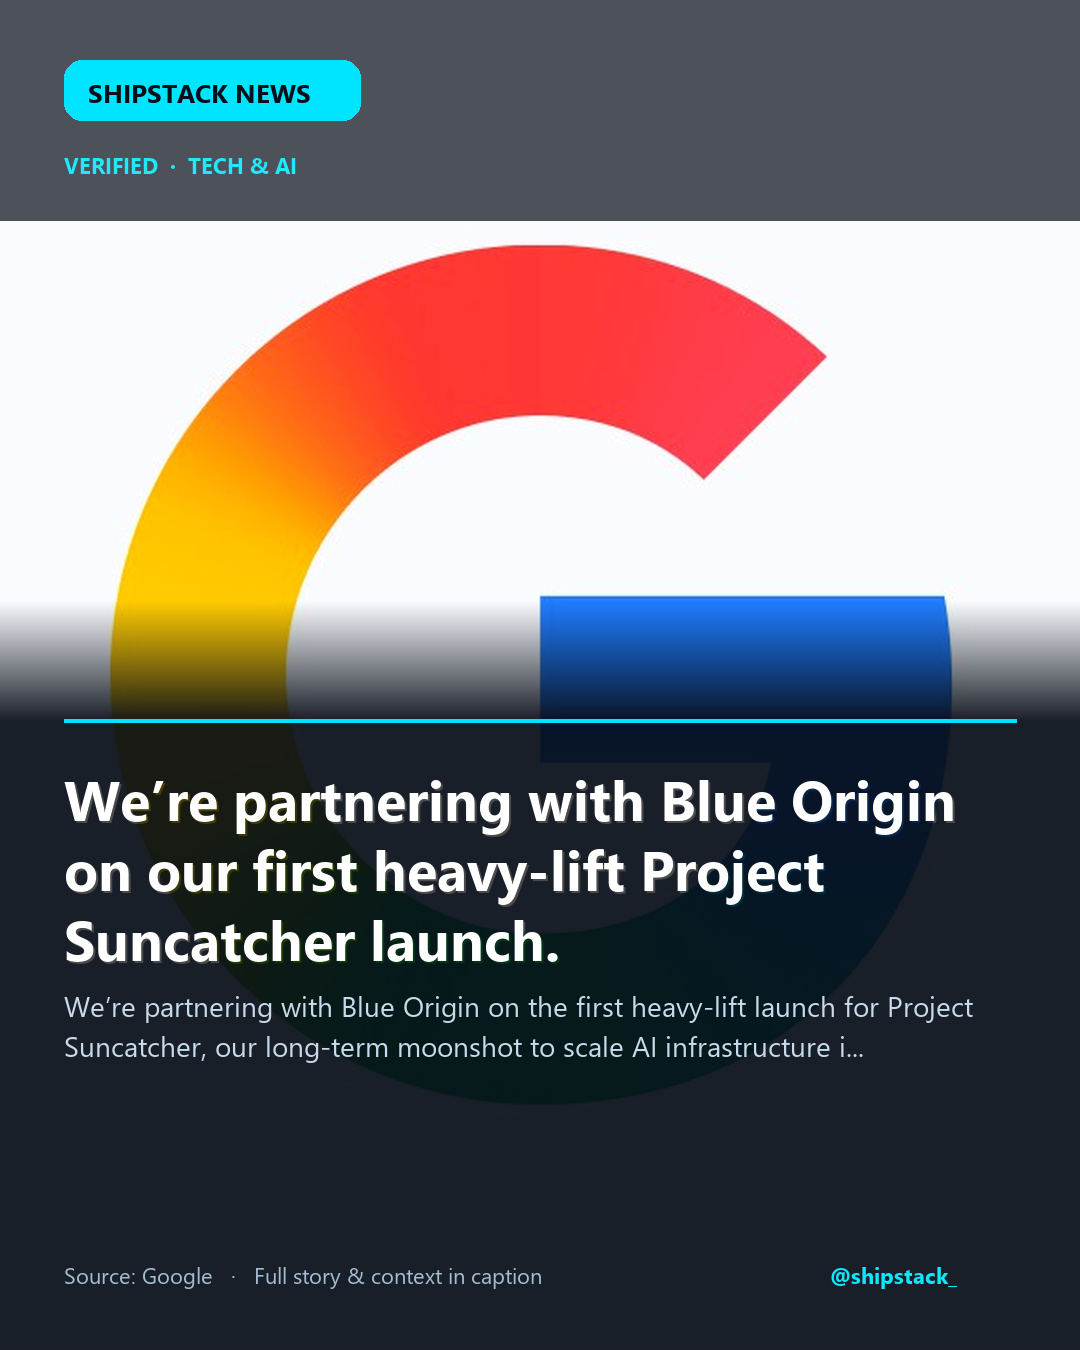 SHIPSTACK NEWS
VERIFIED · TECH & AI
We’re partnering with Blue Origin
on our first heavy-lift Project
Suncatcher launch.
We’re partnering with Blue Origin on the first heavy-lift launch for Project
Suncatcher, our long-term moonshot to scale AI infrastructure i...
Source: Google · Full story & context in caption
@shipstack_